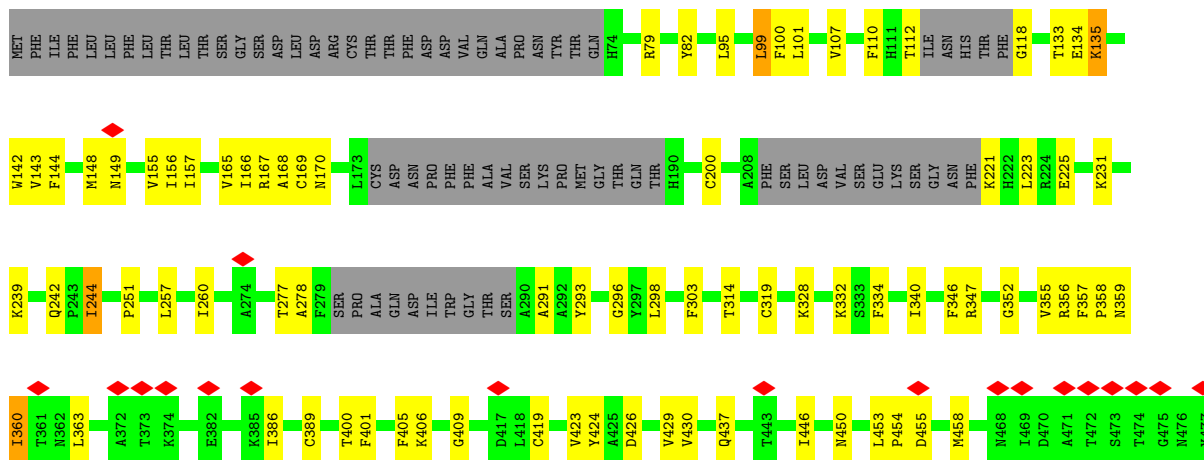 MET PHE ILE PHE LEU LEU PHE LEU THR LEU THR SER GLY SER ASP LEU ASP ARG CYS THR THR PHE ASP ASP VAL GLN ALA PRO ASN TYR THR GLN H74 R79 Y82 L95 L99 F100 L101 V107 F110 H111 T112 ILE ASN HIS THR PHE G118 T133 E134 K135
W142 V143 F144 M148 N149 V155 I156 I157 V165 I166 R167 A168 C169 N170 L173 CYS ASP ASN PRO PHE PHE ALA VAL SER LYS PRO MET GLY THR GLN THR H190 C200 A208 PHE SER LEU ASP VAL SER GLU LYS SER GLY ASN PHE K221 H222 L223 R224 E225 K231
K239 Q242 P243 I244 P251 L257 I260 A274 T277 A278 F279 SER PRO ALA GLN ASP ILE TRP GLY THR SER A290 A291 A292 Y293 G296 Y297 L298 F303 T314 C319 K328 K332 S333 F334 I340 F346 R347 G352 V355 R356 F357 P358 N359
I360 T361 N362 L363 A372 T373 K374 E382 K385 I386 C389 T400 F401 F405 K406 G409 D417 L418 C419 V423 Y424 A425 D426 V429 V430 Q437 T443 I446 N450 L453 P454 D455 M458 N468 I469 D470 A471 T472 S473 T474 G475 N476